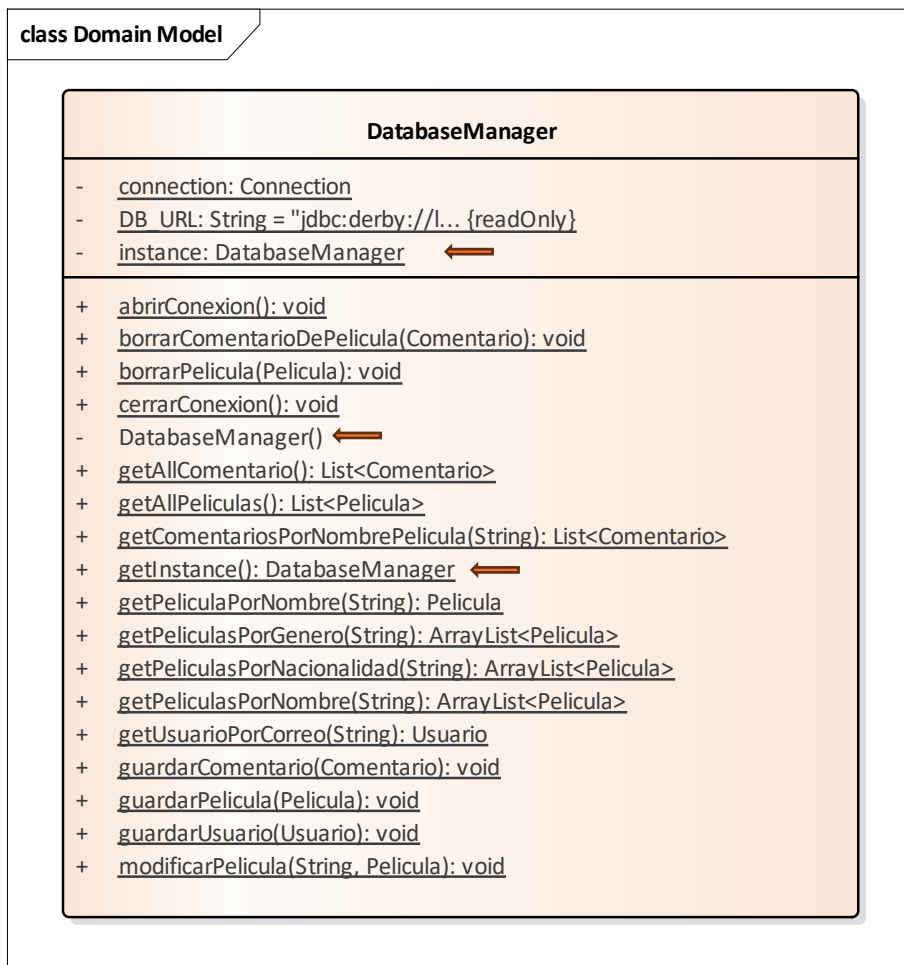 class Domain Model
DatabaseManager
- connection: Connection
- DB_URL: String = "jdbc:derby://l... {readOnly}
- instance: DatabaseManager
+ abrirConexion(): void
+ borrarComentarioDePelicula(Comentario): void
+ borrarPelicula(Pelicula): void
+ cerrarConexion(): void
- DatabaseManager()
+ getAllComentario(): List<Comentario>
+ getAllPeliculas(): List<Pelicula>
+ getComentariosPorNombrePelicula(String): List<Comentario>
+ getInstance(): DatabaseManager
+ getPeliculaPorNombre(String): Pelicula
+ getPeliculasPorGenero(String): ArrayList<Pelicula>
+ getPeliculasPorNacionalidad(String): ArrayList<Pelicula>
+ getPeliculasPorNombre(String): ArrayList<Pelicula>
+ getUsuarioPorCorreo(String): Usuario
+ guardarComentario(Comentario): void
+ guardarPelicula(Pelicula): void
+ guardarUsuario(Usuario): void
+ modificarPelicula(String, Pelicula): void